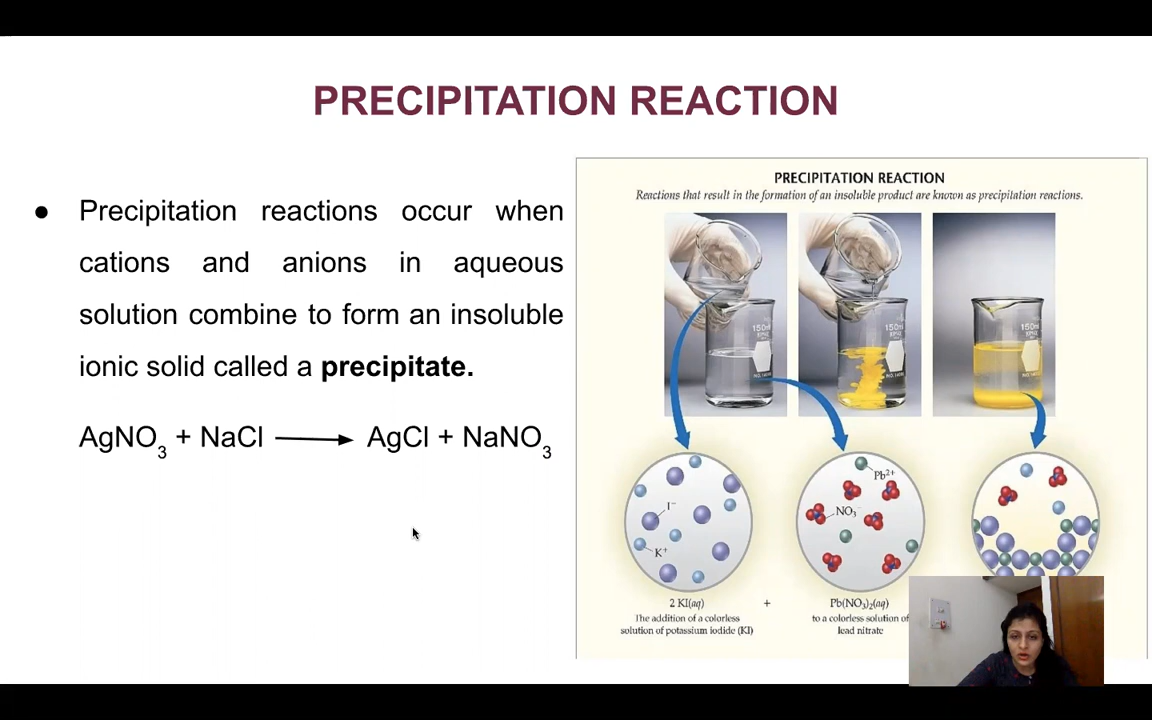 PRECIPITATION REACTION
● Precipitation reactions occur when
cations and anions in aqueous
solution combine to form an insoluble
ionic solid called a precipitate.
AgNO₃ + NaCl ⟶ AgCl + NaNO₃
PRECIPITATION REACTION
Reactions that result in the formation of an insoluble product are known as precipitation reactions.
150ml
150ml
150ml
I⁻
K⁺
Pb²⁺
NO₃⁻
2 KI(aq) + Pb(NO₃)₂(aq)
The addition of a colorless
solution of potassium iodide (KI)
to a colorless solution of
lead nitrate